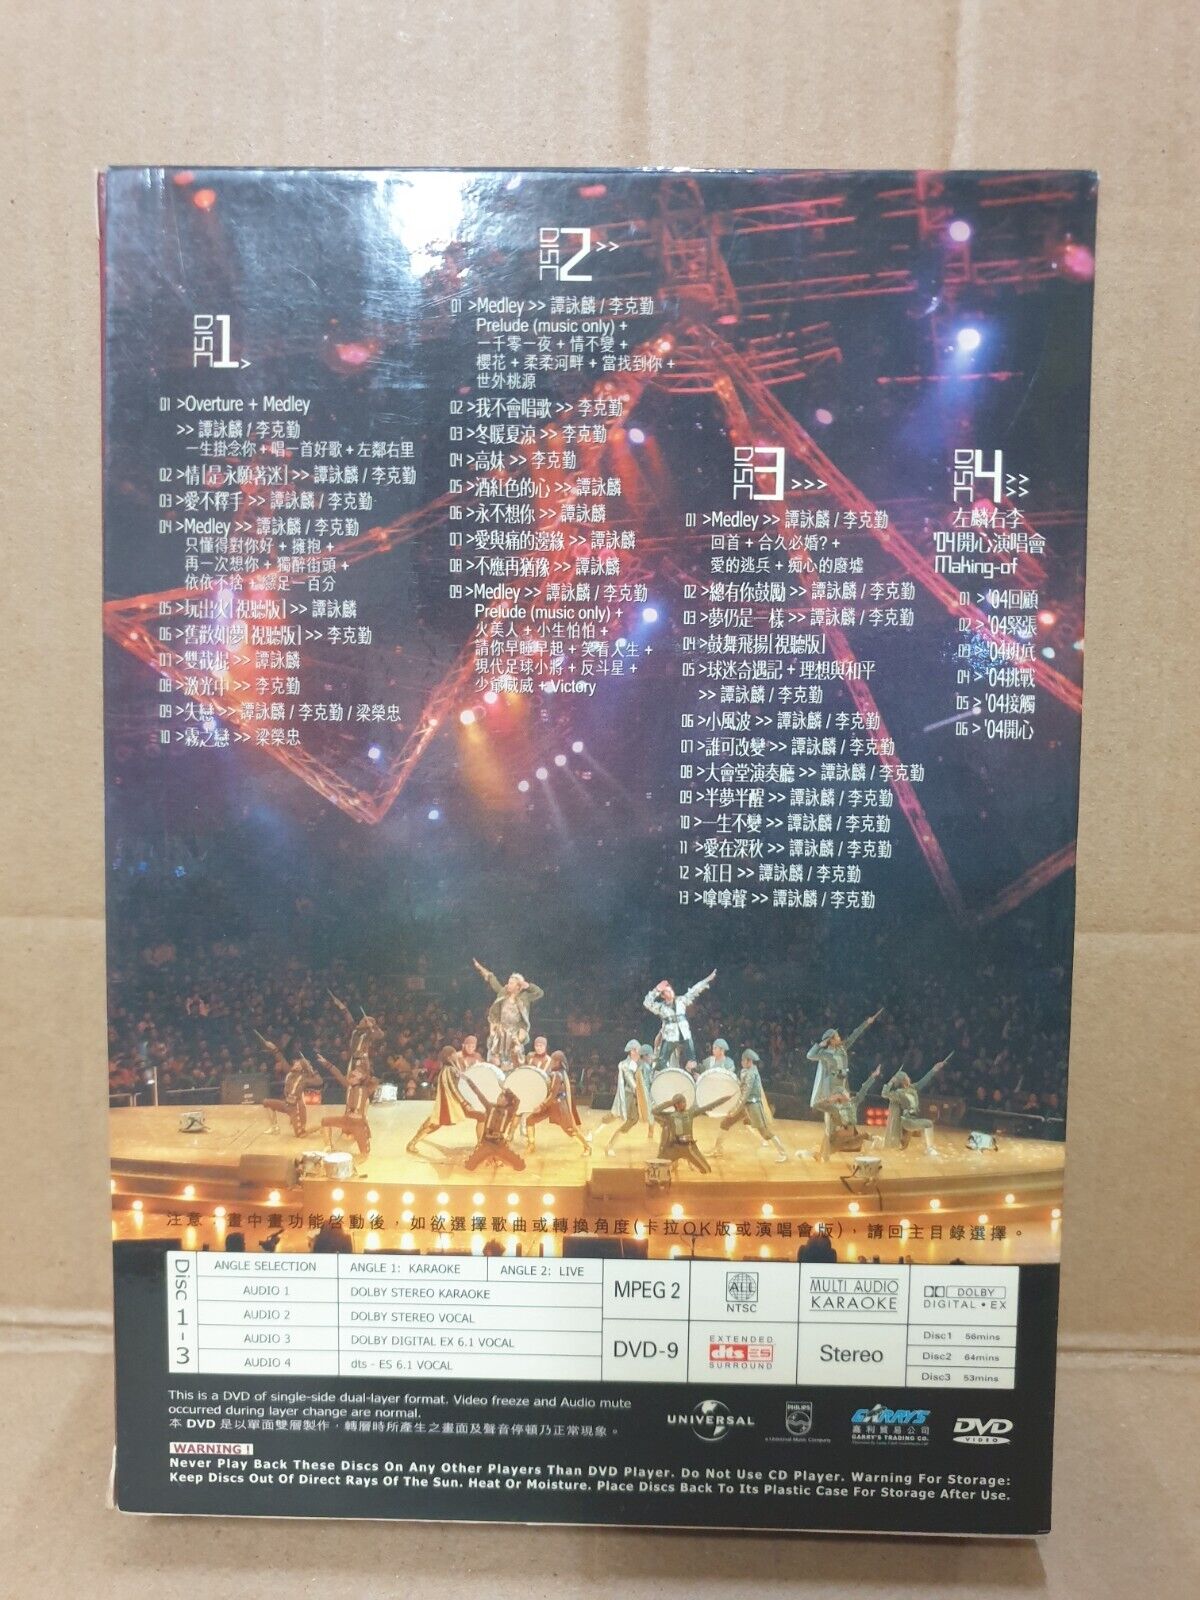 DISC 1 >
01 >Overture + Medley
>> 譚詠麟 / 李克勤
一生掛念你 + 唱一首好歌 + 左鄰右里
02 >情[是永願著迷] >> 譚詠麟 / 李克勤
03 >愛不釋手 >> 譚詠麟 / 李克勤
04 >Medley >> 譚詠麟 / 李克勤
只懂得對你好 + 擁抱 +
再一次想你 + 獨醉街頭 +
依依不捨 + 戀足一百分
05 >玩出火[視聽版] >> 譚詠麟
06 >舊歡如夢[視聽版] >> 李克勤
07 >雙截棍 >> 譚詠麟
08 >激光中 >> 李克勤
09 >失戀 >> 譚詠麟 / 李克勤 / 梁榮忠
10 >霧之戀 >> 梁榮忠
DISC 2 >>
01 >Medley >> 譚詠麟 / 李克勤
Prelude (music only) +
一千零一夜 + 情不變 +
櫻花 + 柔柔河畔 + 當找到你 +
世外桃源
02 >我不會唱歌 >> 李克勤
03 >冬暖夏涼 >> 李克勤
04 >高妹 >> 李克勤
05 >酒紅色的心 >> 譚詠麟
06 >永不想你 >> 譚詠麟
07 >愛與痛的邊緣 >> 譚詠麟
08 >不應再猶豫 >> 譚詠麟
09 >Medley >> 譚詠麟 / 李克勤
Prelude (music only) +
火美人 + 小生怕怕 +
請你早睡早起 + 笑看人生 +
現代足球小將 + 反斗星 +
少爺威威 + Victory
DISC 3 >>>
01 >Medley >> 譚詠麟 / 李克勤
回首 + 合久必婚? +
愛的逃兵 + 痴心的廢墟
02 >總有你鼓勵 >> 譚詠麟 / 李克勤
03 >夢仍是一樣 >> 譚詠麟 / 李克勤
04 >鼓舞飛揚[視聽版]
05 >球迷奇遇記 + 理想與和平
>> 譚詠麟 / 李克勤
06 >小風波 >> 譚詠麟 / 李克勤
07 >誰可改變 >> 譚詠麟 / 李克勤
08 >大會堂演奏廳 >> 譚詠麟 / 李克勤
09 >半夢半醒 >> 譚詠麟 / 李克勤
10 >一生不變 >> 譚詠麟 / 李克勤
11 >愛在深秋 >> 譚詠麟 / 李克勤
12 >紅日 >> 譚詠麟 / 李克勤
13 >嗱嗱聲 >> 譚詠麟 / 李克勤
DISC 4 >>>>
左麟右李
'04開心演唱會
Making-of
01 >'04回顧
02 >'04緊張
03 >'04練兵
04 >'04挑戰
05 >'04接觸
06 >'04開心
注意：畫中畫功能啓動後，如欲選擇歌曲或轉換角度(卡拉OK版或演唱會版)，請回主目錄選擇。
Disc 1-3
ANGLE SELECTION ANGLE 1: KARAOKE ANGLE 2: LIVE
AUDIO 1 DOLBY STEREO KARAOKE
AUDIO 2 DOLBY STEREO VOCAL
AUDIO 3 DOLBY DIGITAL EX 6.1 VOCAL
AUDIO 4 dts - ES 6.1 VOCAL
MPEG 2
DVD-9
ALL
NTSC
EXTENDED
dts ES
SURROUND
MULTI AUDIO
KARAOKE
Stereo
DOLBY
DIGITAL • EX
Disc1 56mins
Disc2 64mins
Disc3 53mins
This is a DVD of single-side dual-layer format. Video freeze and Audio mute
occurred during layer change are normal.
本 DVD 是以單面雙層製作，轉層時所產生之畫面及聲音停頓乃正常現象。
UNIVERSAL
PHILIPS
a Universal Music Company
GARRYS
嘉利貿易公司
GARRY'S TRADING CO.
DVD
VIDEO
WARNING !
Never Play Back These Discs On Any Other Players Than DVD Player. Do Not Use CD Player. Warning For Storage:
Keep Discs Out Of Direct Rays Of The Sun. Heat Or Moisture. Place Discs Back To Its Plastic Case For Storage After Use.